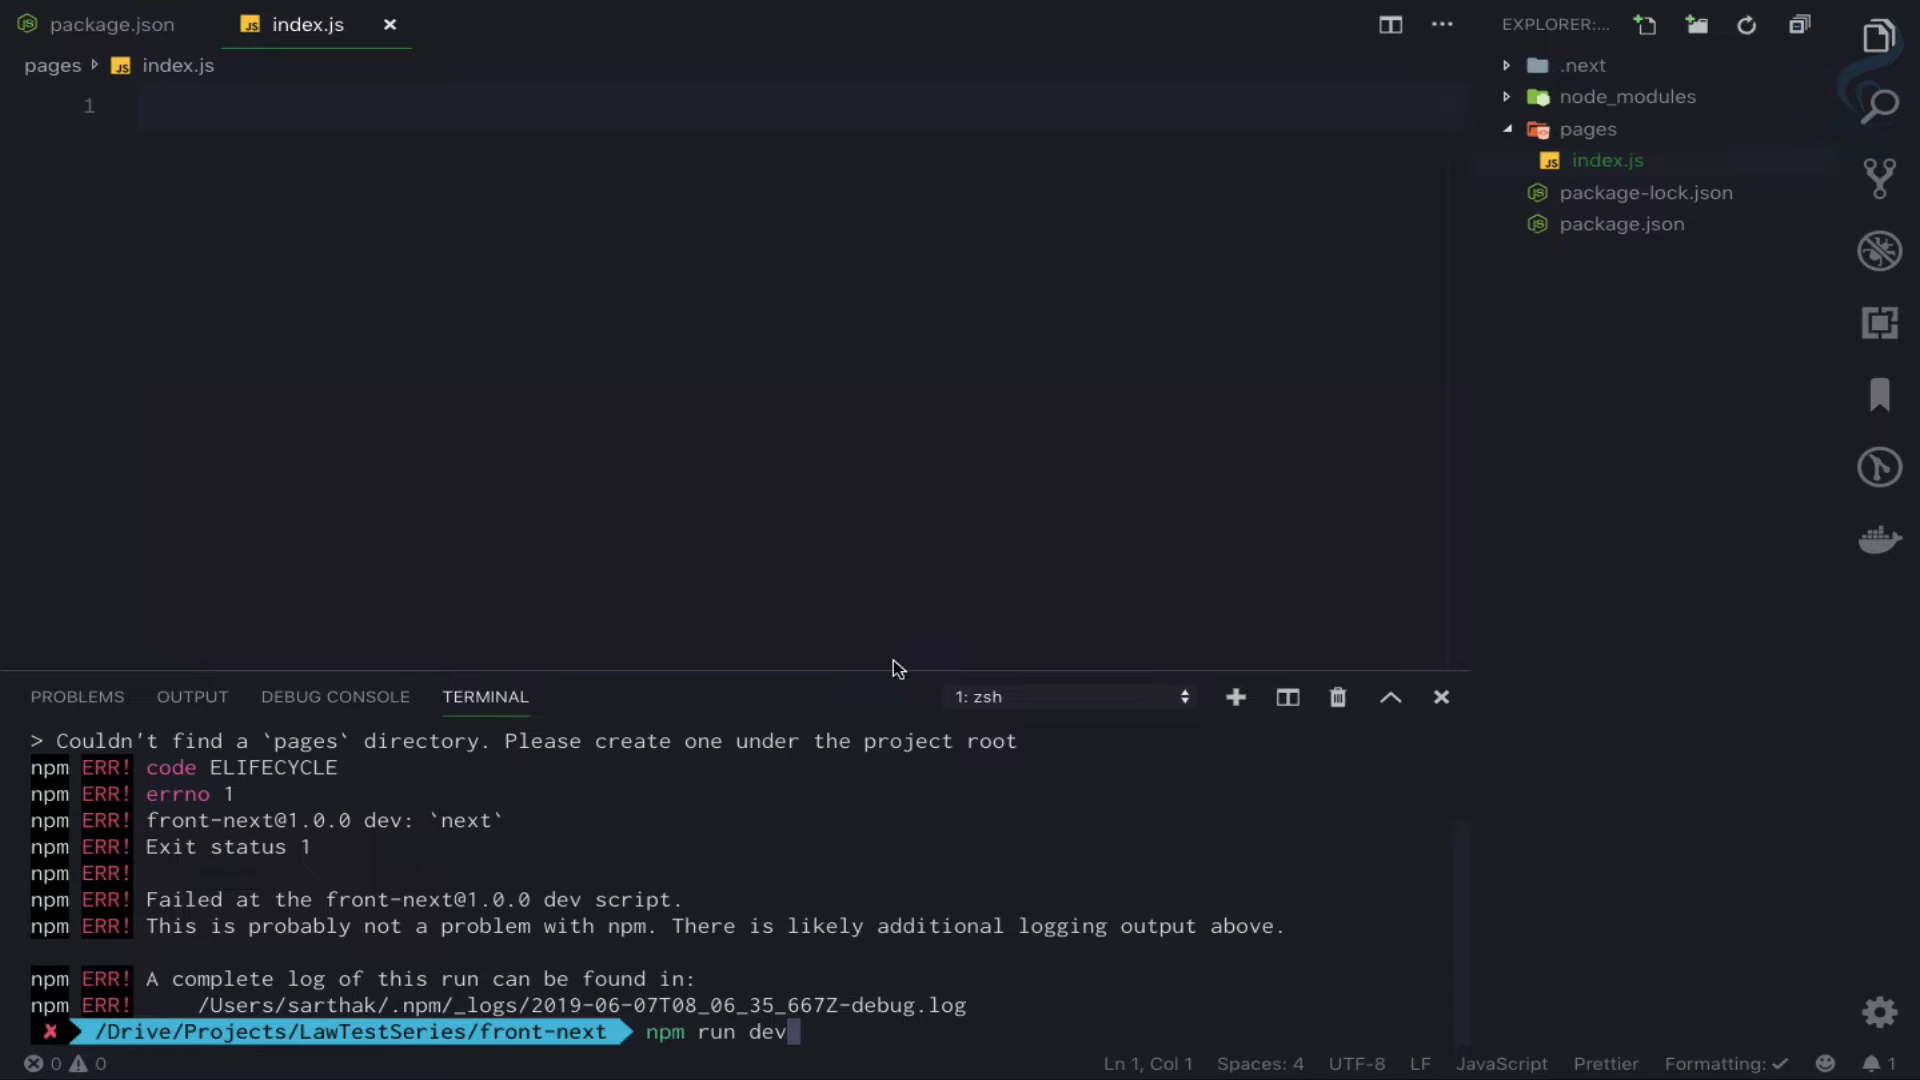 package.json
index.js
EXPLORER:...
pages
index.js
1
.next
node_modules
pages
index.js
package-lock.json
package.json
PROBLEMS
OUTPUT
DEBUG CONSOLE
TERMINAL
1: zsh
> Couldn't find a `pages` directory. Please create one under the project root
npm ERR! code ELIFECYCLE
npm ERR! errno 1
npm ERR! front-next@1.0.0 dev: `next`
npm ERR! Exit status 1
npm ERR!
npm ERR! Failed at the front-next@1.0.0 dev script.
npm ERR! This is probably not a problem with npm. There is likely additional logging output above.
npm ERR! A complete log of this run can be found in:
npm ERR!     /Users/sarthak/.npm/_logs/2019-06-07T08_06_35_667Z-debug.log
✘ /Drive/Projects/LawTestSeries/front-next npm run dev
0 0
Ln 1, Col 1
Spaces: 4
UTF-8
LF
JavaScript
Prettier
Formatting: ✓
1